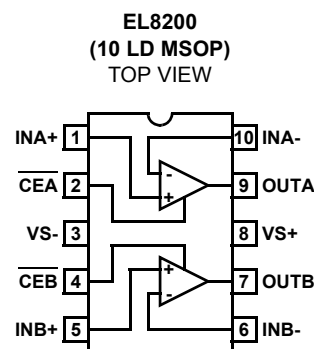 EL8200
(10 LD MSOP)
TOP VIEW
INA+ 1 10 INA-
CEA 2 - + 9 OUTA
VS- 3 8 VS+
CEB 4 + - 7 OUTB
INB+ 5 6 INB-